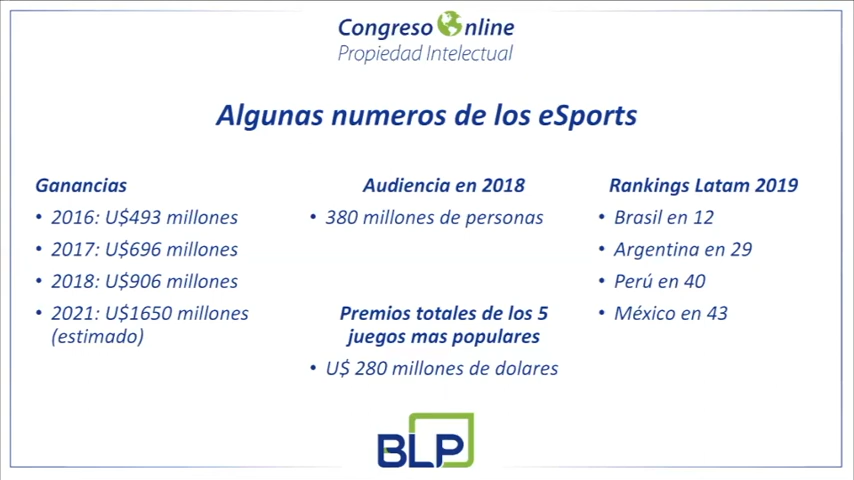 Congreso Online
Propiedad Intelectual
Algunas numeros de los eSports
Ganancias
• 2016: U$493 millones
• 2017: U$696 millones
• 2018: U$906 millones
• 2021: U$1650 millones
(estimado)
Audiencia en 2018
• 380 millones de personas
Premios totales de los 5
juegos mas populares
• U$ 280 millones de dolares
Rankings Latam 2019
• Brasil en 12
• Argentina en 29
• Perú en 40
• México en 43
BLP